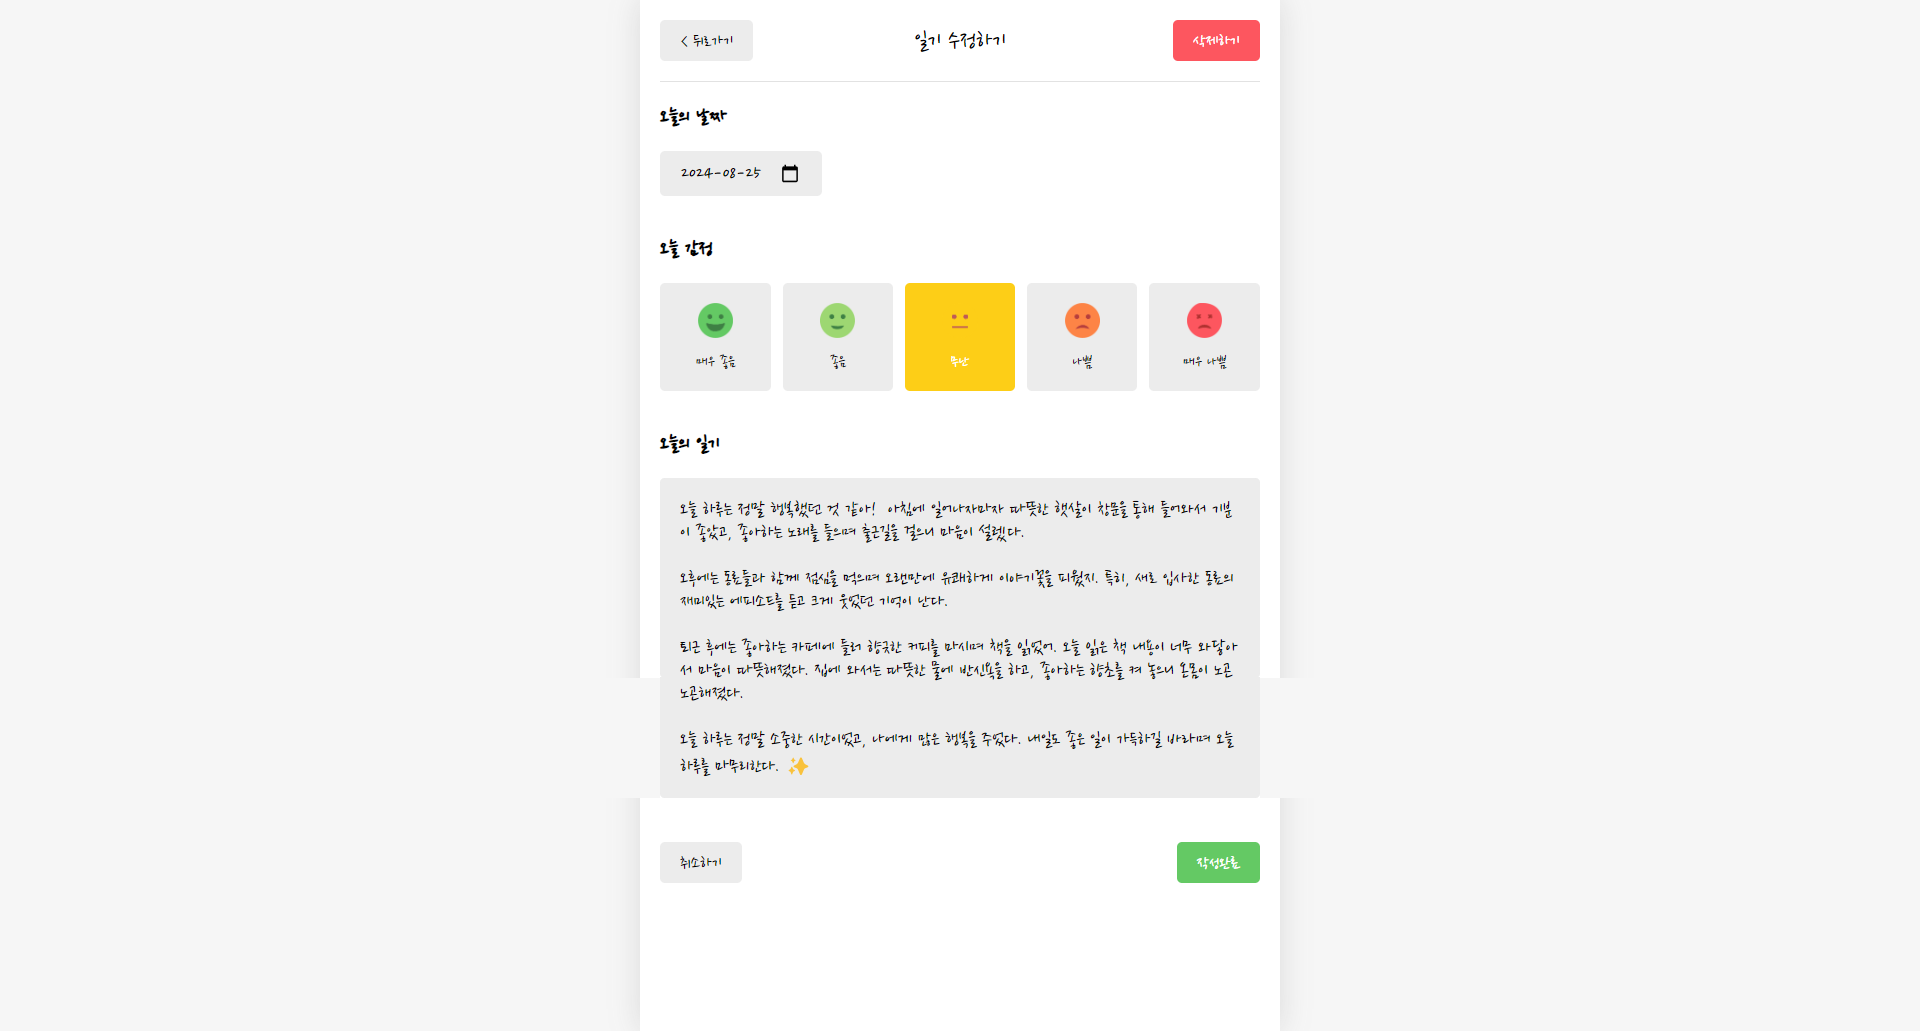 < 뒤로가기
일기 수정하기
삭제하기
오늘의 날짜
2024-08-25
오늘 감정
매우 좋음
좋음
무난
나쁨
매우 나쁨
오늘의 일기
오늘 하루는 정말 행복했던 것 같아! 아침에 일어나자마자 따뜻한 햇살이 창문을 통해 들어와서 기분
이 좋았고, 좋아하는 노래를 들으며 출근길을 걸으니 마음이 설렜다.
오후에는 동료들과 함께 점심을 먹으며 오랜만에 유쾌하게 이야기꽃을 피웠지. 특히, 새로 입사한 동료의
재미있는 에피소드를 듣고 크게 웃었던 기억이 난다.
퇴근 후에는 좋아하는 카페에 들러 향긋한 커피를 마시며 책을 읽었어. 오늘 읽은 책 내용이 너무 와닿아
서 마음이 따뜻해졌다. 집에 와서는 따뜻한 물에 반신욕을 하고, 좋아하는 향초를 켜 놓으니 온몸이 노곤
노곤해졌다.
오늘 하루는 정말 소중한 시간이었고, 나에게 많은 행복을 주었다. 내일도 좋은 일이 가득하길 바라며 오늘
하루를 마무리한다. ✨
취소하기
작성완료